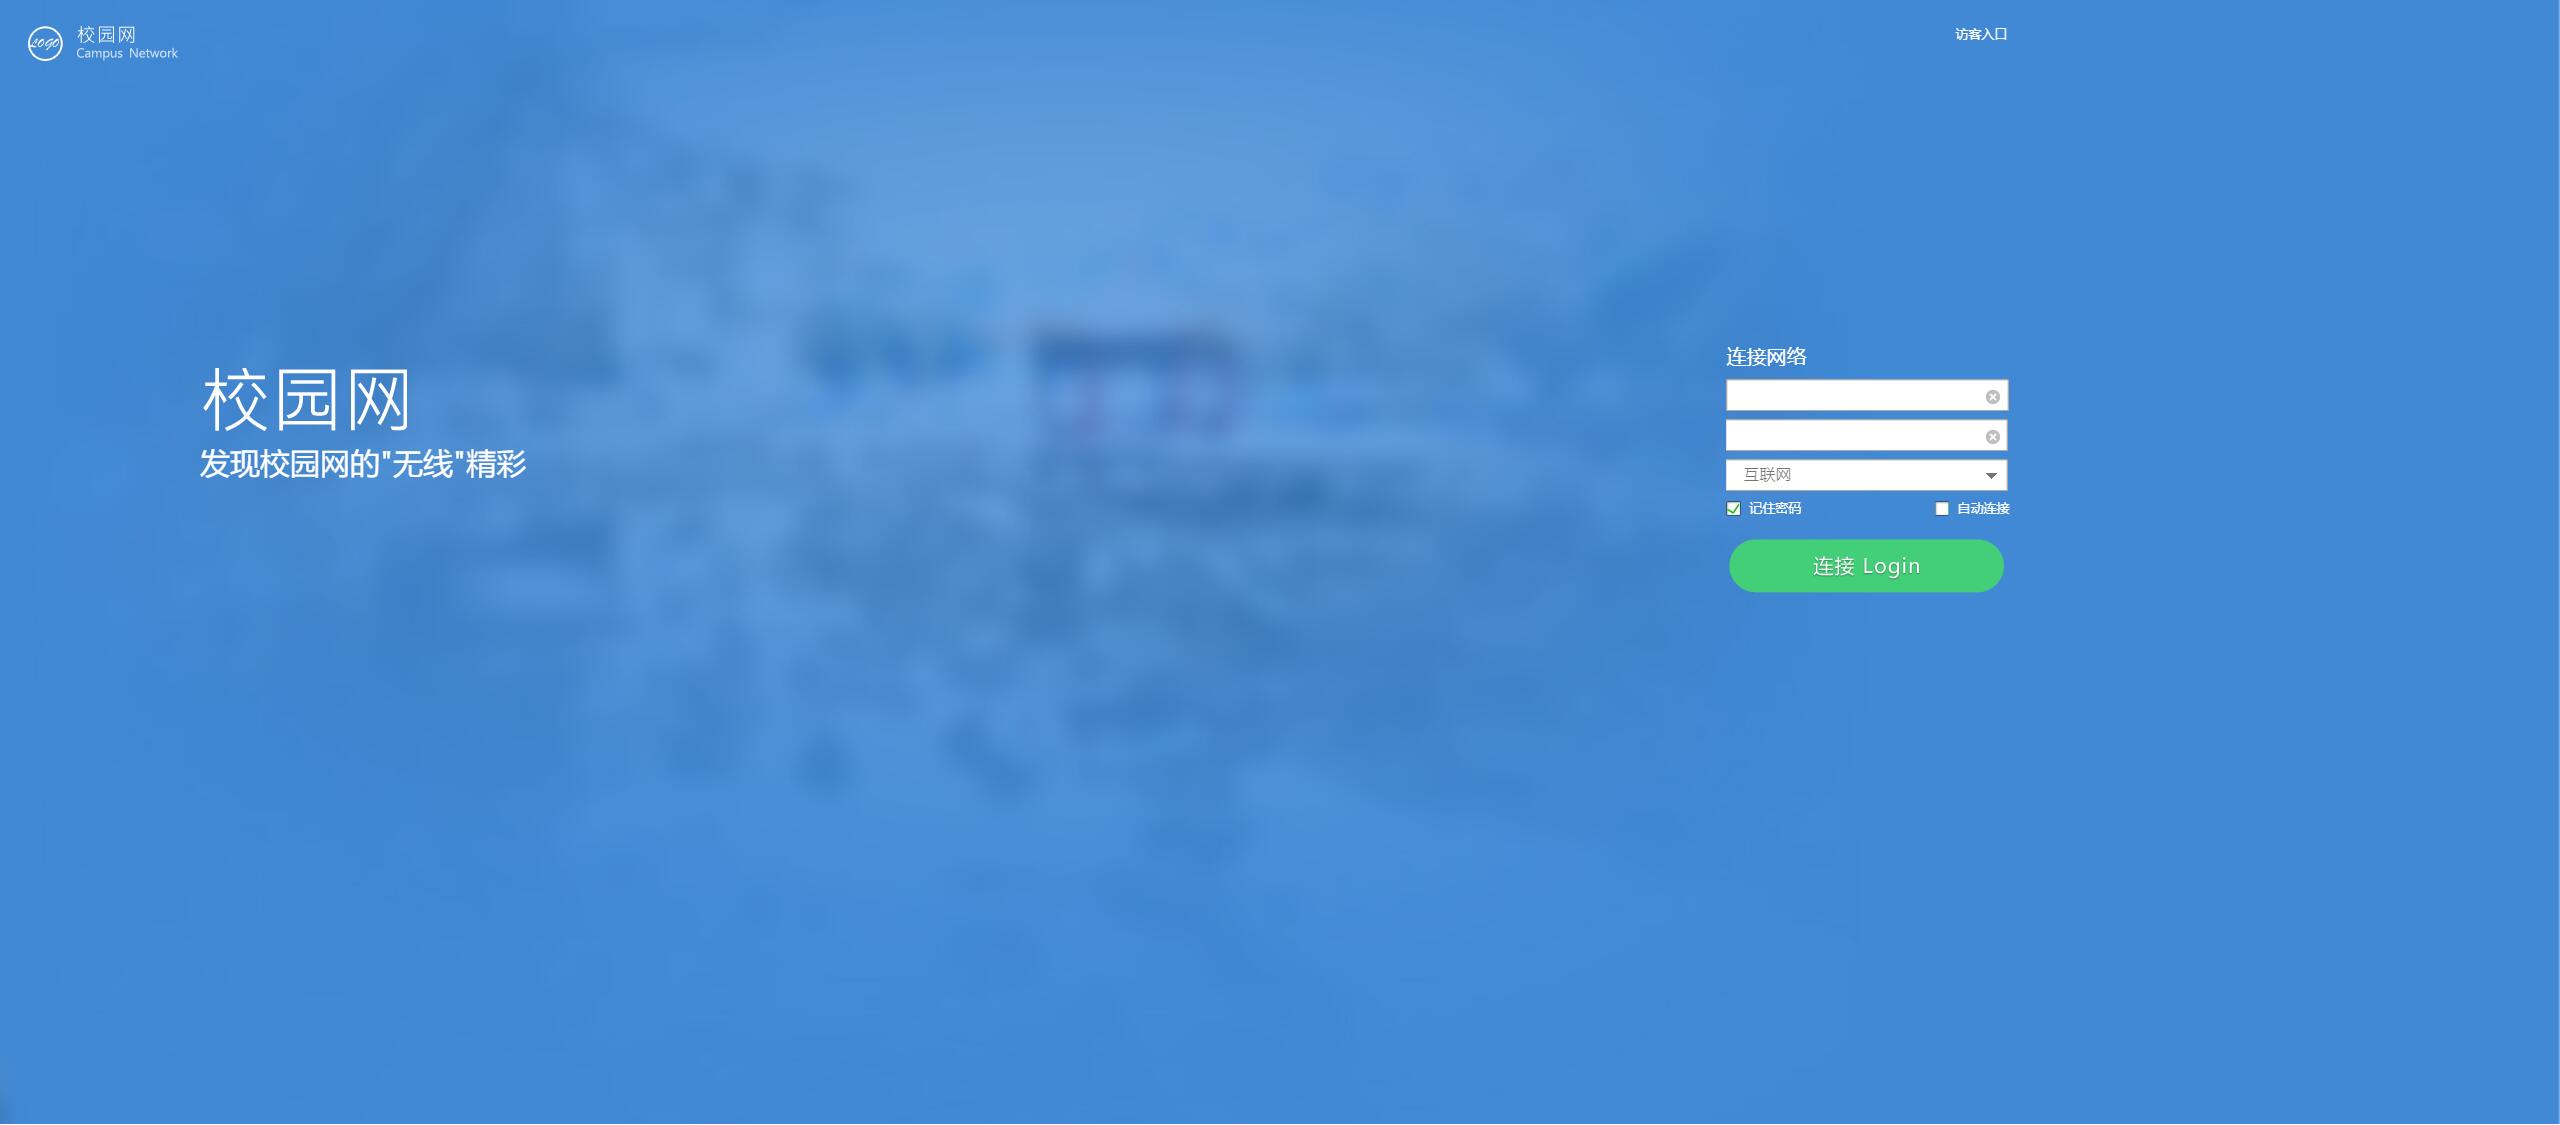 LOGO
校园网
Campus Network
访客入口
校园网
发现校园网的"无线"精彩
连接网络
互联网
记住密码
自动连接
连接 Login